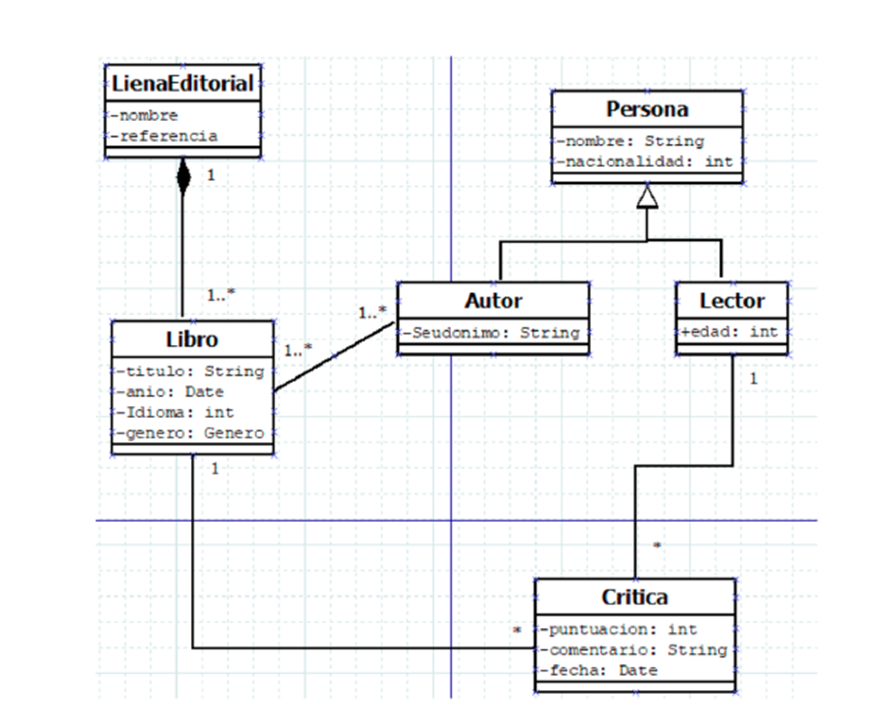 LienaEditorial
-nombre
-referencia
1
1..*
Persona
-nombre: String
-nacionalidad: int
Autor
-Seudonimo: String
1..*
1..*
Lector
+edad: int
1
Libro
-titulo: String
-anio: Date
-Idioma: int
-genero: Genero
1
*
*
Critica
-puntuacion: int
-comentario: String
-fecha: Date